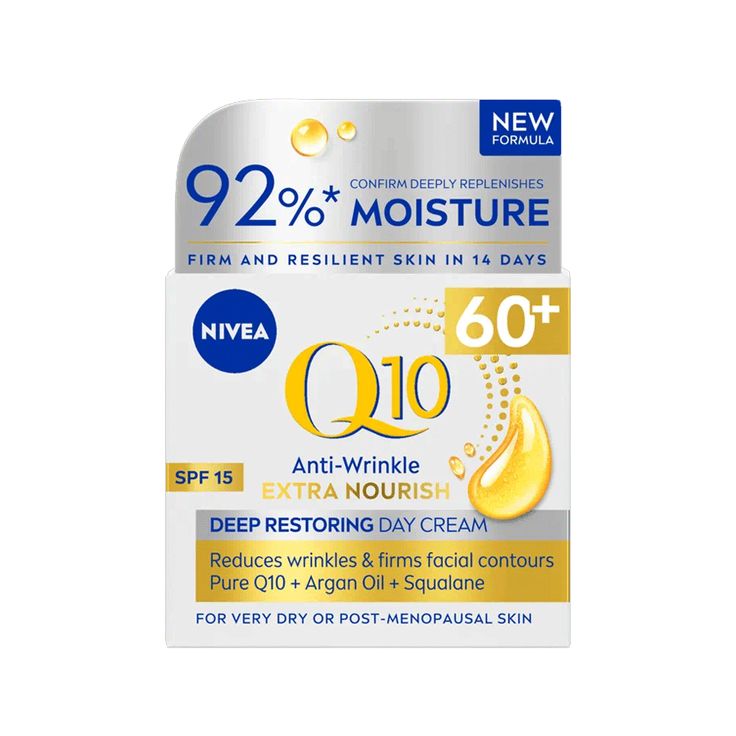 NEW
FORMULA
92%*
CONFIRM DEEPLY REPLENISHES
MOISTURE
FIRM AND RESILIENT SKIN IN 14 DAYS
NIVEA
60+
Q10
Anti-Wrinkle
EXTRA NOURISH
SPF 15
DEEP RESTORING DAY CREAM
Reduces wrinkles & firms facial contours
Pure Q10 + Argan Oil + Squalane
FOR VERY DRY OR POST-MENOPAUSAL SKIN